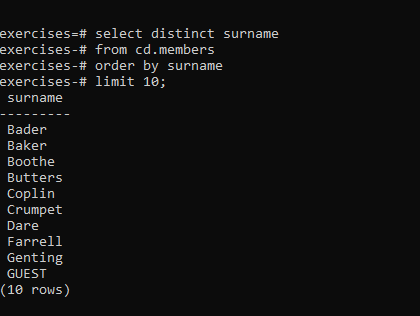 exercises=# select distinct surname
exercises-# from cd.members
exercises-# order by surname
exercises-# limit 10;
 surname
---------
 Bader
 Baker
 Boothe
 Butters
 Coplin
 Crumpet
 Dare
 Farrell
 Genting
 GUEST
(10 rows)